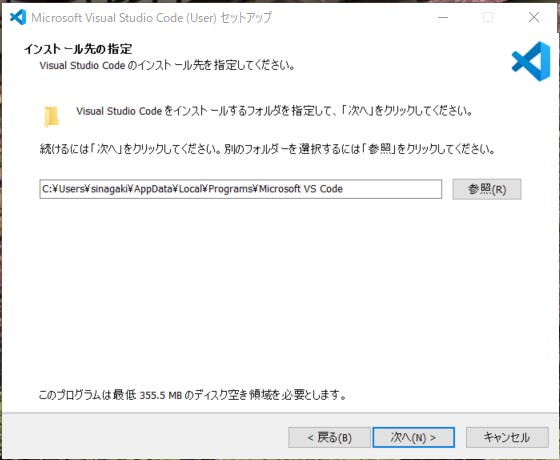 Microsoft Visual Studio Code (User) セットアップ
インストール先の指定
Visual Studio Code のインストール先を指定してください。
Visual Studio Code をインストールするフォルダを指定して、「次へ」をクリックしてください。
続けるには「次へ」をクリックしてください。別のフォルダーを選択するには「参照」をクリックしてください。
C:¥Users¥sinagaki¥AppData¥Local¥Programs¥Microsoft VS Code
参照(R)
このプログラムは最低 355.5 MB のディスク空き領域を必要とします。
< 戻る(B)
次へ(N) >
キャンセル